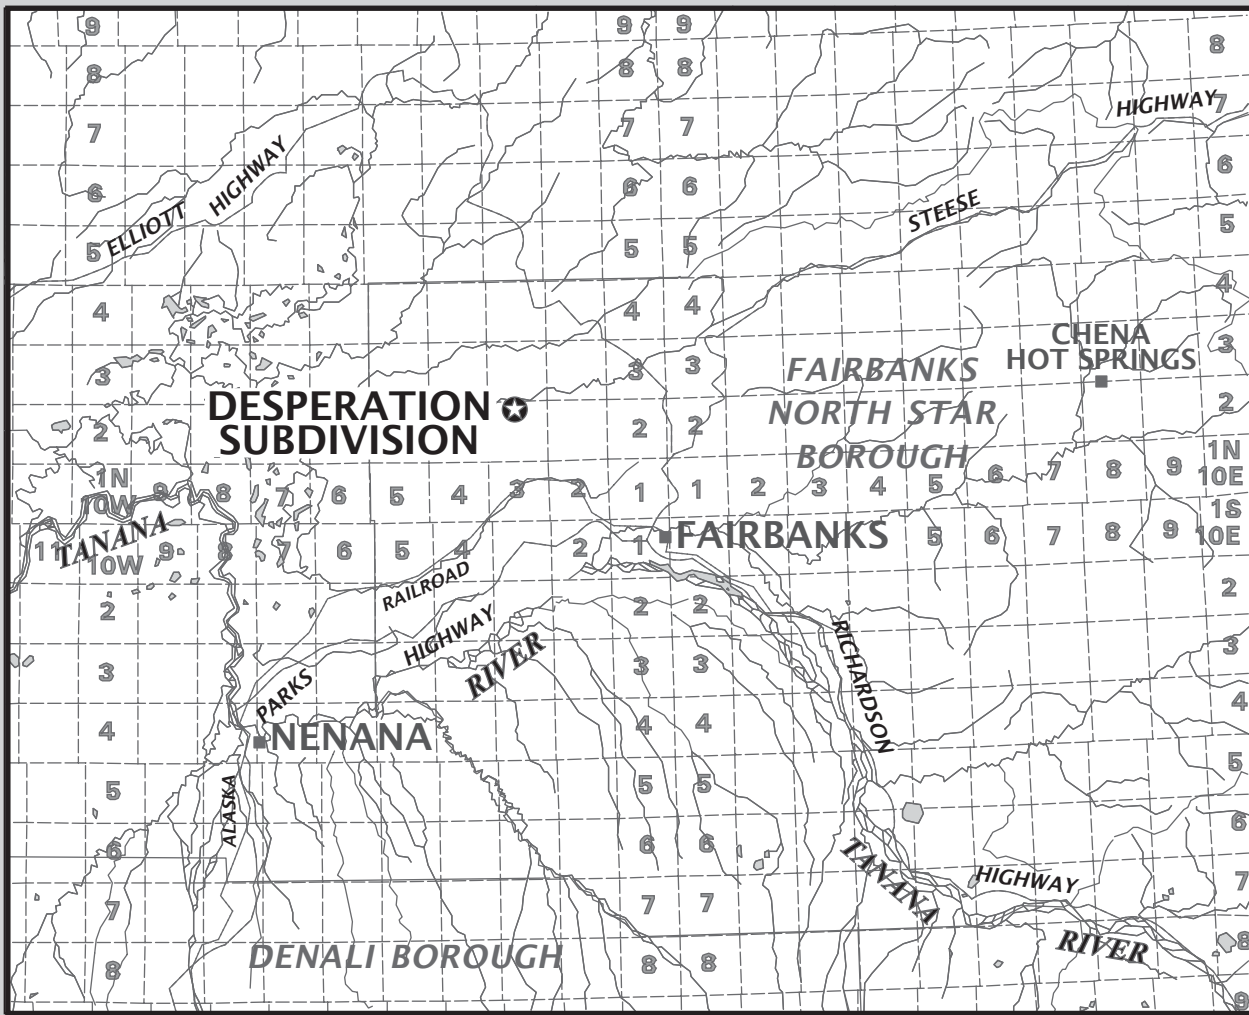 9 9 9
8 8 8 8
HIGHWAY 7
7 7 7
HIGHWAY
6 6 6 6
STEESE
ELLIOTT
5 5 5 5
4 4 4 4
CHENA
HOT SPRINGS
3 3 3 3
FAIRBANKS
NORTH STAR
BOROUGH
DESPERATION
SUBDIVISION
2 2 2 2
1N
10W
9 8 7 6 5 4 3 2 1 1 2 3 4 5 6 7 8 9
1N
10E
TANANA
FAIRBANKS
10W
9 8 7 6 5 4 2 1 5 6 7 8 9
1S
10E
RAILROAD
2 2 2 2
HIGHWAY
RIVER
RICHARDSON
3 3 3 3
PARKS
4 4 4 4
NENANA
5 5 5 5
ALASKA
6 6 6 6
TANANA
HIGHWAY
7 7 7 7
RIVER
DENALI BOROUGH
8 8 8 8
9